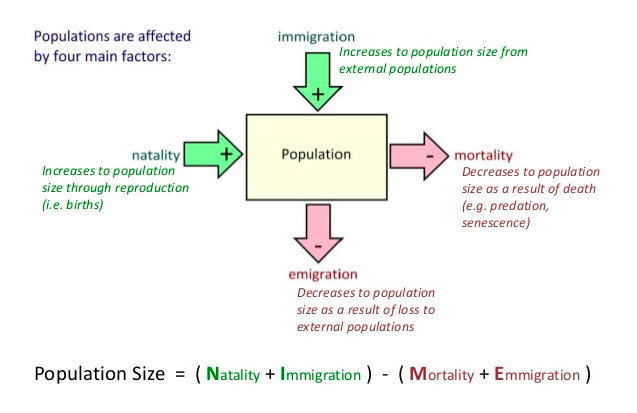 Populations are affected
by four main factors:
immigration
Increases to population size from
external populations
+
natality
+
Increases to population
size through reproduction
(i.e. births)
Population
-
mortality
Decreases to population
size as a result of death
(e.g. predation,
senescence)
-
emigration
Decreases to population
size as a result of loss to
external populations
Population Size = ( Natality + Immigration ) - ( Mortality + Emmigration )